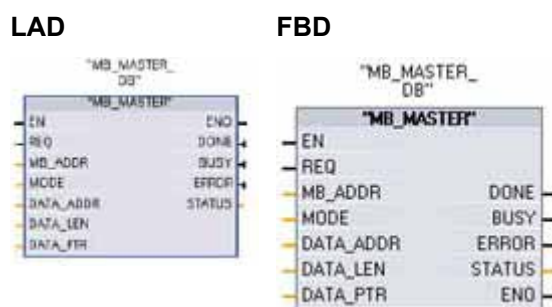 LAD
FBD
"MB_MASTER_
DB"
"MB_MASTER"
EN
ENO
REQ
DONE
MB_ADDR
BUSY
MODE
ERROR
DATA_ADDR
STATUS
DATA_LEN
DATA_PTR
"MB_MASTER_
DB"
"MB_MASTER"
EN
REQ
MB_ADDR
DONE
MODE
BUSY
DATA_ADDR
ERROR
DATA_LEN
STATUS
DATA_PTR
ENO